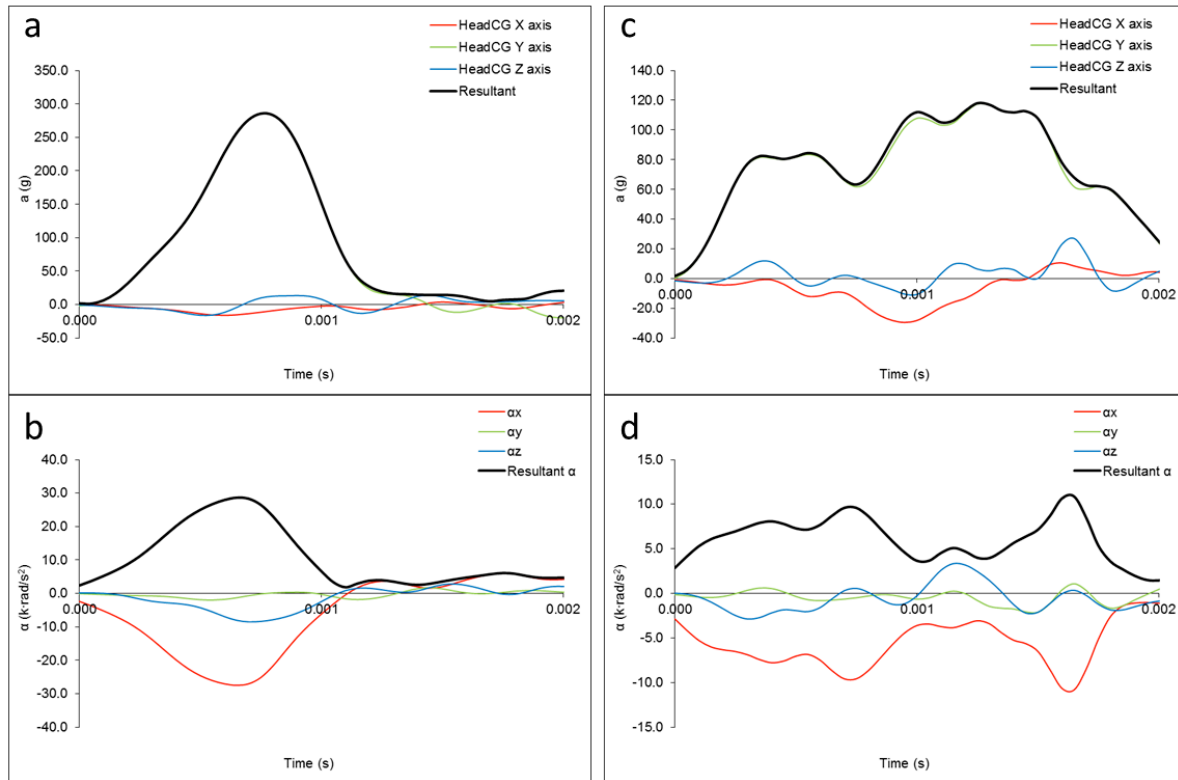 a
HeadCG X axis
HeadCG Y axis
HeadCG Z axis
Resultant
350.0
300.0
250.0
200.0
150.0
100.0
50.0
0.0
-50.0
a (g)
0.000
0.001
0.002
Time (s)
c
HeadCG X axis
HeadCG Y axis
HeadCG Z axis
Resultant
140.0
120.0
100.0
80.0
60.0
40.0
20.0
0.0
-20.0
-40.0
a (g)
0.000
0.001
0.002
Time (s)
b
αx
αy
αz
Resultant α
40.0
30.0
20.0
10.0
0.0
-10.0
-20.0
-30.0
-40.0
α (k·rad/s²)
0.000
0.001
0.002
Time (s)
d
αx
αy
αz
Resultant α
15.0
10.0
5.0
0.0
-5.0
-10.0
-15.0
α (k·rad/s²)
0.000
0.001
0.002
Time (s)